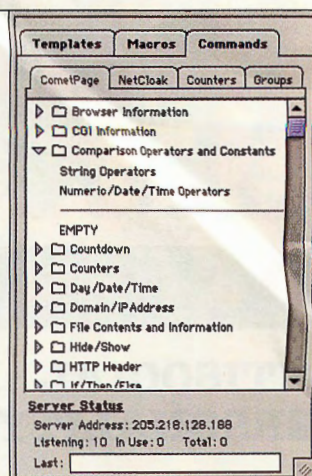 Templates Macros Commands
CometPage NetCloak Counters Groups
Browser Information
CGI Information
Comparison Operators and Constants
String Operators
Numeric/Date/Time Operators
EMPTY
Countdown
Counters
Day/Date/Time
Domain/IPAddress
File Contents and Information
Hide/Show
HTTP Header
If/Then/Else
Server Status
Server Address: 205.218.128.188
Listening: 10 In Use: 0 Total: 0
Last: